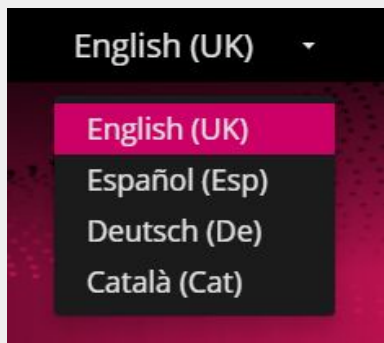 English (UK)
English (UK)
Español (Esp)
Deutsch (De)
Català (Cat)